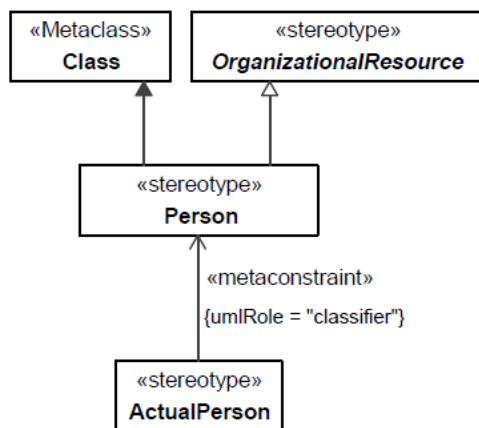 «Metaclass»
Class
«stereotype»
OrganizationalResource
«stereotype»
Person
«metaconstraint»
{umlRole = "classifier"}
«stereotype»
ActualPerson